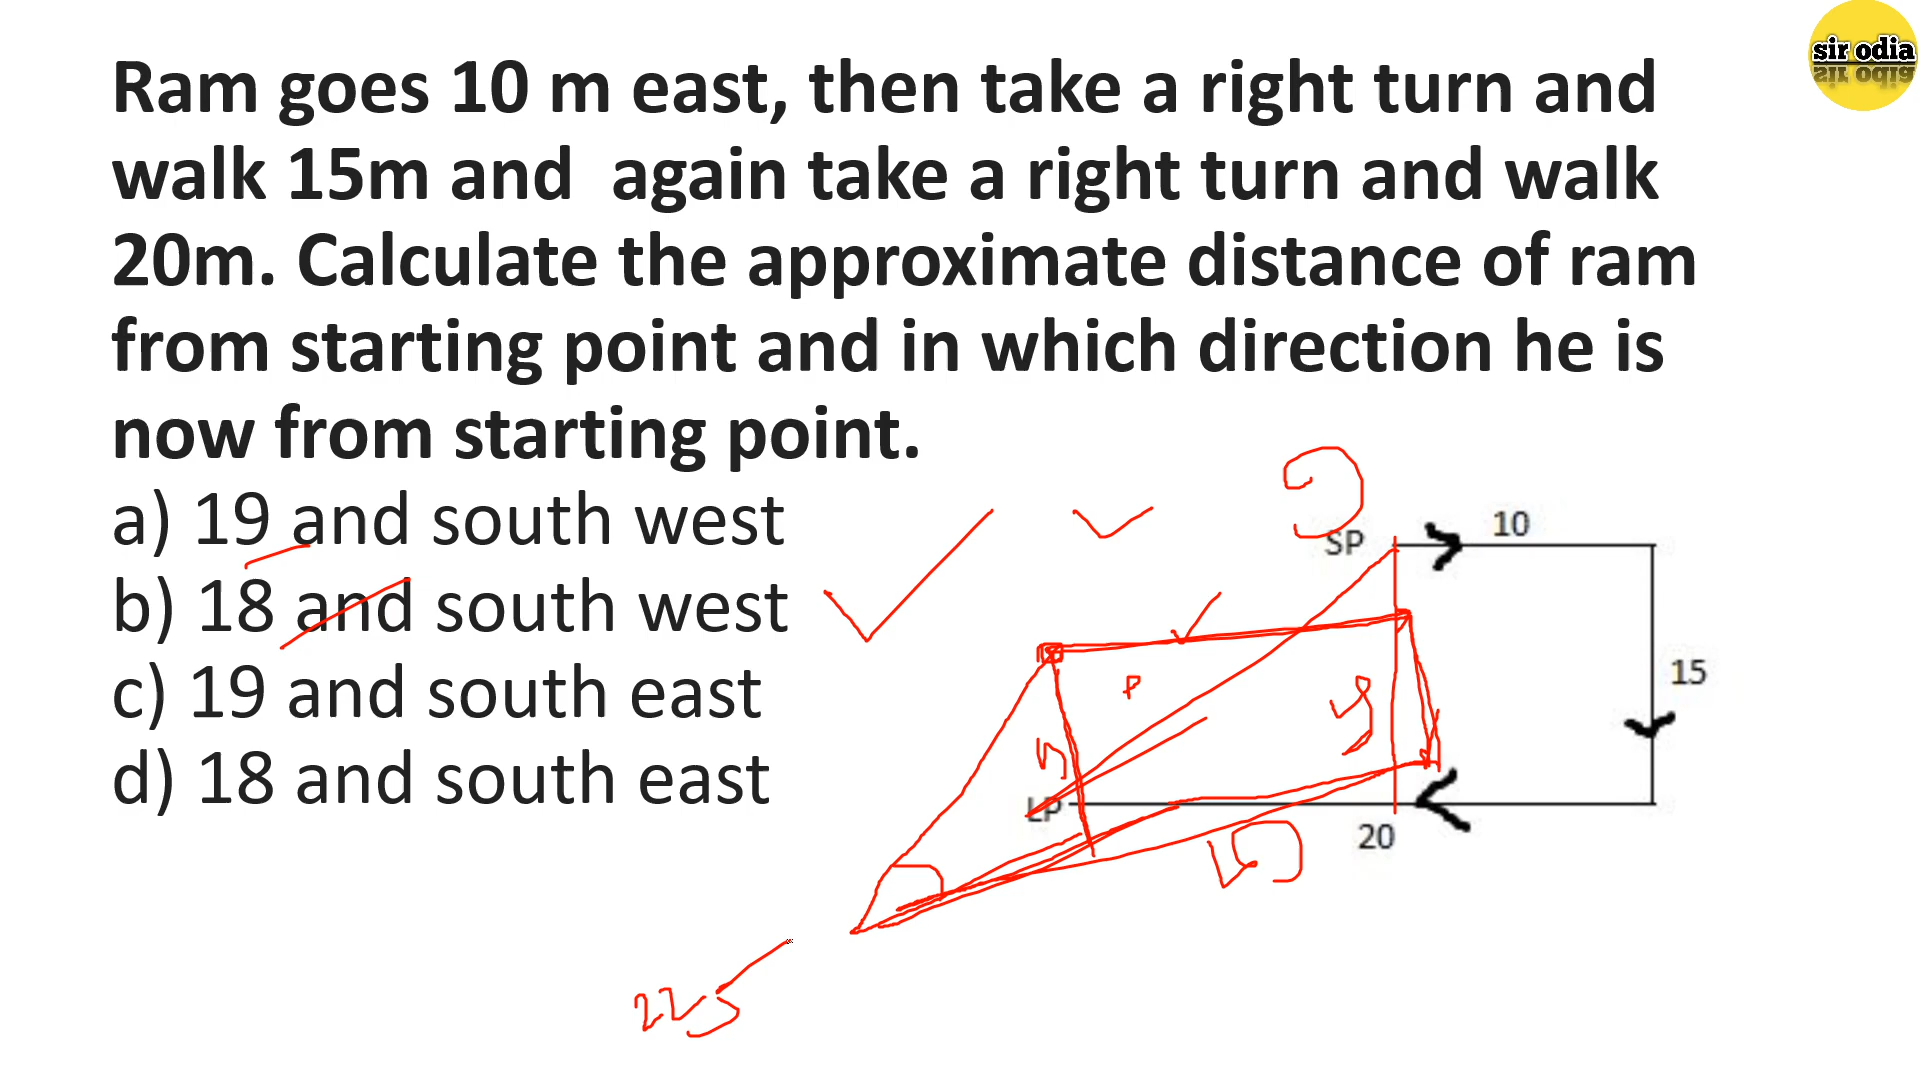 sir odia
Ram goes 10 m east, then take a right turn and
walk 15m and  again take a right turn and walk
20m. Calculate the approximate distance of ram
from starting point and in which direction he is
now from starting point.
a) 19 and south west
b) 18 and south west
c) 19 and south east
d) 18 and south east
SP
10
15
LP
20
225